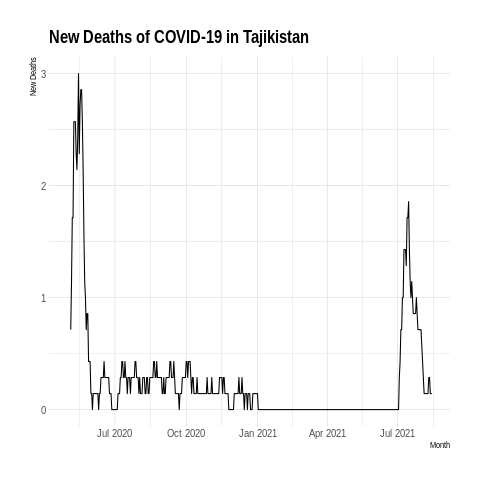 New Deaths of COVID-19 in Tajikistan
New Deaths
3
2
1
0
Jul 2020 Oct 2020 Jan 2021 Apr 2021 Jul 2021
Month